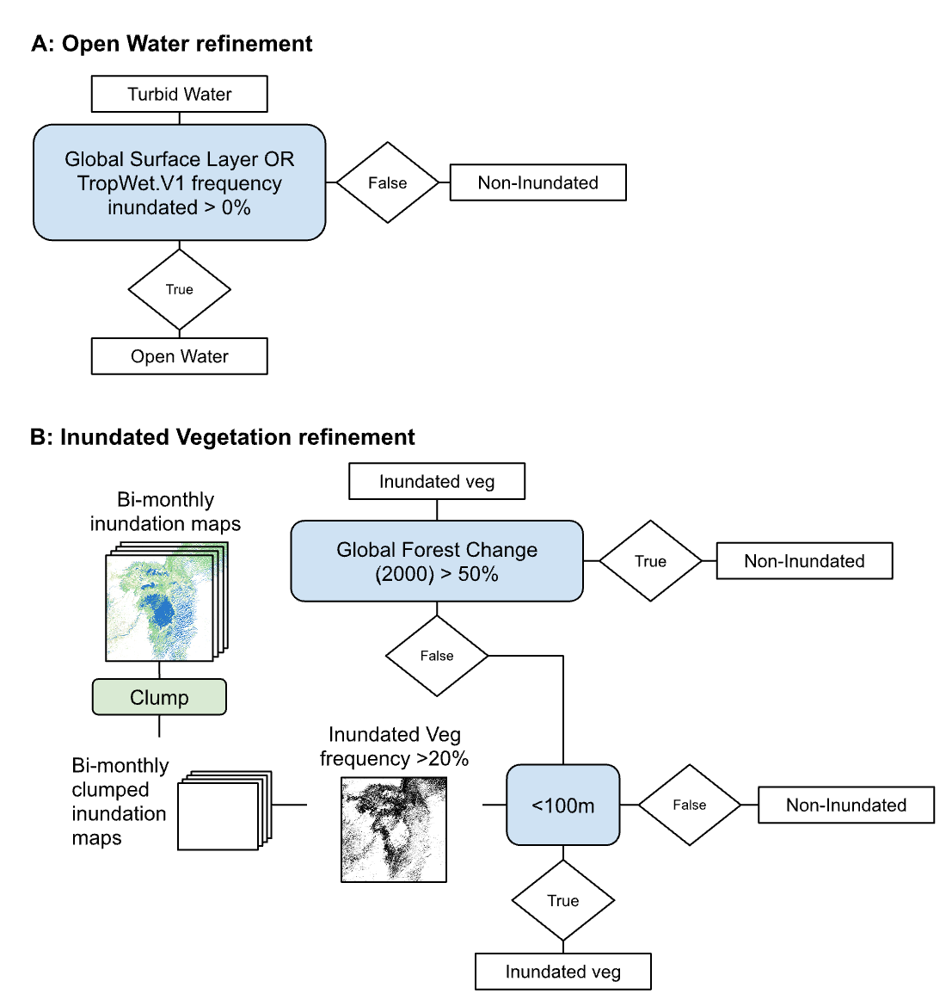 A: Open Water refinement
Turbid Water
Global Surface Layer OR
TropWet.V1 frequency
inundated > 0%
False
Non-Inundated
True
Open Water
B: Inundated Vegetation refinement
Inundated veg
Bi-monthly
inundation maps
Global Forest Change
(2000) > 50%
True
Non-Inundated
False
Clump
Inundated Veg
frequency >20%
Bi-monthly
clumped
inundation
maps
<100m
False
Non-Inundated
True
Inundated veg